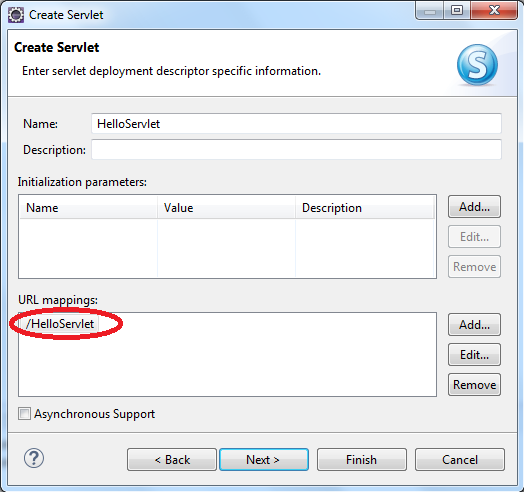 Create Servlet
Create Servlet
Enter servlet deployment descriptor specific information.
S
Name: HelloServlet
Description:
Initialization parameters:
Name Value Description
Add...
Edit...
Remove
URL mappings:
/HelloServlet
Add...
Edit...
Remove
Asynchronous Support
? < Back Next > Finish Cancel